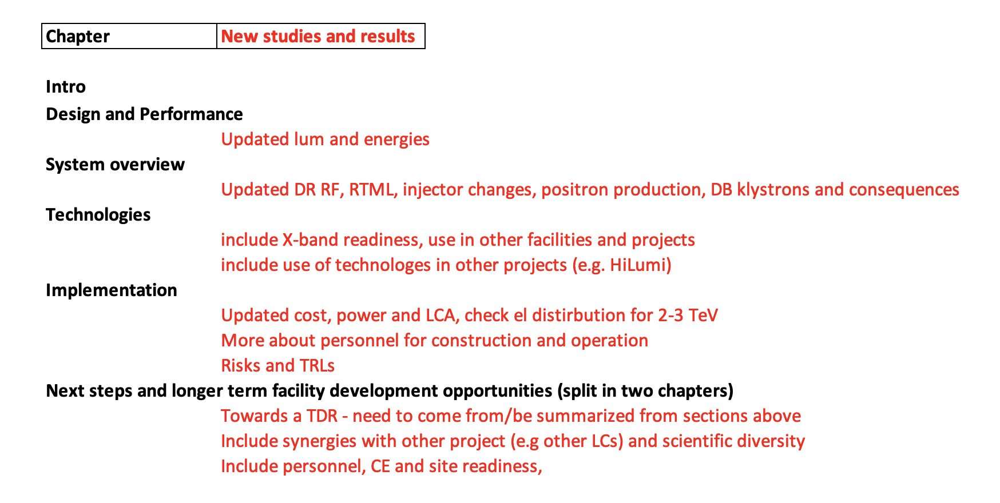 Chapter New studies and results
Intro
Design and Performance
Updated lum and energies
System overview
Updated DR RF, RTML, injector changes, positron production, DB klystrons and consequences
Technologies
include X-band readiness, use in other facilities and projects
include use of technologes in other projects (e.g. HiLumi)
Implementation
Updated cost, power and LCA, check el distirbution for 2-3 TeV
More about personnel for construction and operation
Risks and TRLs
Next steps and longer term facility development opportunities (split in two chapters)
Towards a TDR - need to come from/be summarized from sections above
Include synergies with other project (e.g other LCs) and scientific diversity
Include personnel, CE and site readiness,